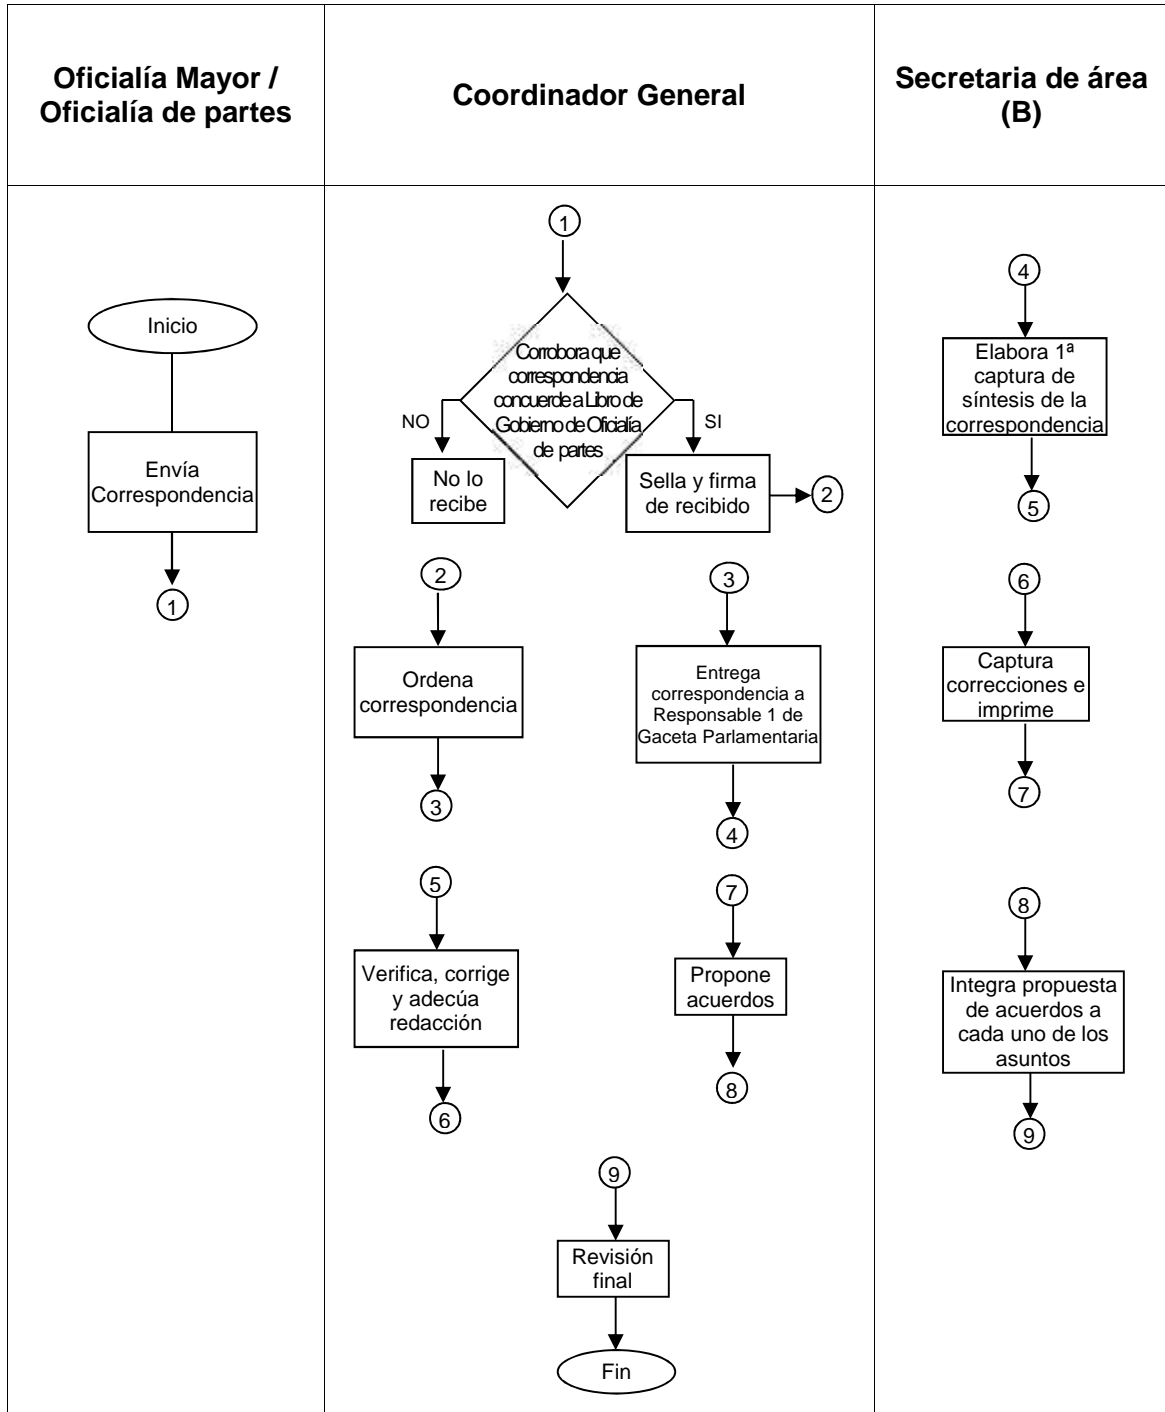 Oficialía Mayor /
Oficialía de partes
Coordinador General
Secretaria de área
(B)
Inicio
Envía
Correspondencia
1
1
Corrobora que
correspondencia
concuerde a Libro de
Gobierno de Oficialía
de partes
NO
SI
No lo
recibe
Sella y firma
de recibido
2
2
Ordena
correspondencia
3
3
Entrega
correspondencia a
Responsable 1 de
Gaceta Parlamentaria
4
5
Verifica, corrige
y adecúa
redacción
6
7
Propone
acuerdos
8
9
Revisión
final
Fin
4
Elabora 1ª
captura de
síntesis de la
correspondencia
5
6
Captura
correcciones e
imprime
7
8
Integra propuesta
de acuerdos a
cada uno de los
asuntos
9